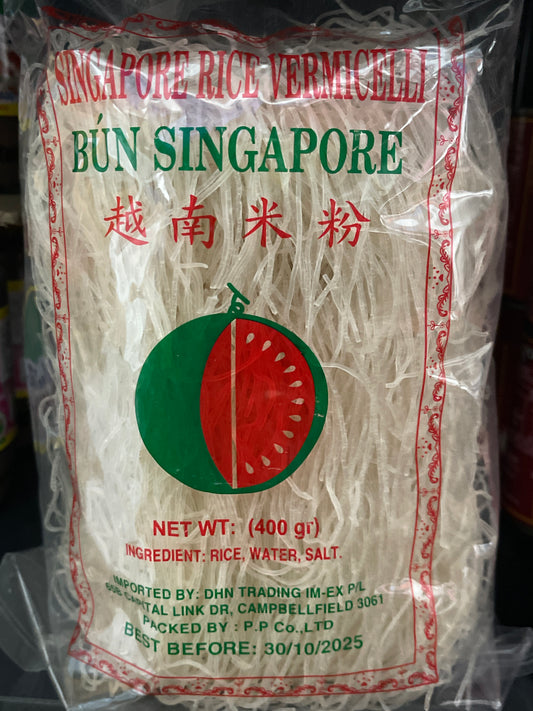 SINGAPORE RICE VERMICELLI
BÚN SINGAPORE
越南米粉
NET WT: (400 gr)
INGREDIENT: RICE, WATER, SALT.
IMPORTED BY: DHN TRADING IM-EX P/L
CAPITAL LINK DR, CAMPBELLFIELD 3061
PACKED BY : P.P Co.,LTD
BEST BEFORE: 30/10/2025